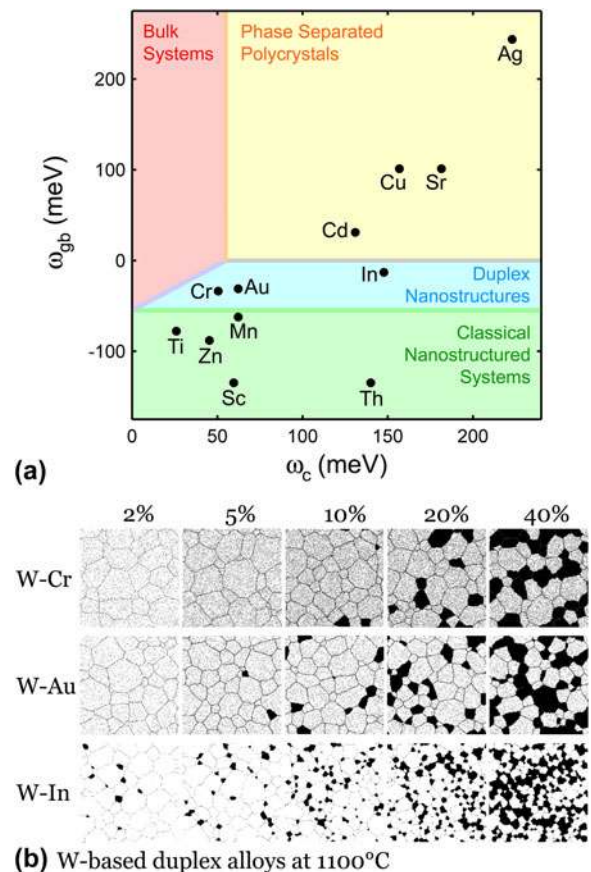 Bulk Systems
Phase Separated Polycrystals
Ag
Cu
Sr
Cd
In
Cr
Au
Duplex Nanostructures
Mn
Ti
Zn
Classical Nanostructured Systems
Sc
Th
200
100
0
-100
ω_gb (meV)
0
50
100
150
200
(a)
ω_c (meV)
2% 5% 10% 20% 40%
W-Cr
W-Au
W-In
(b) W-based duplex alloys at 1100°C